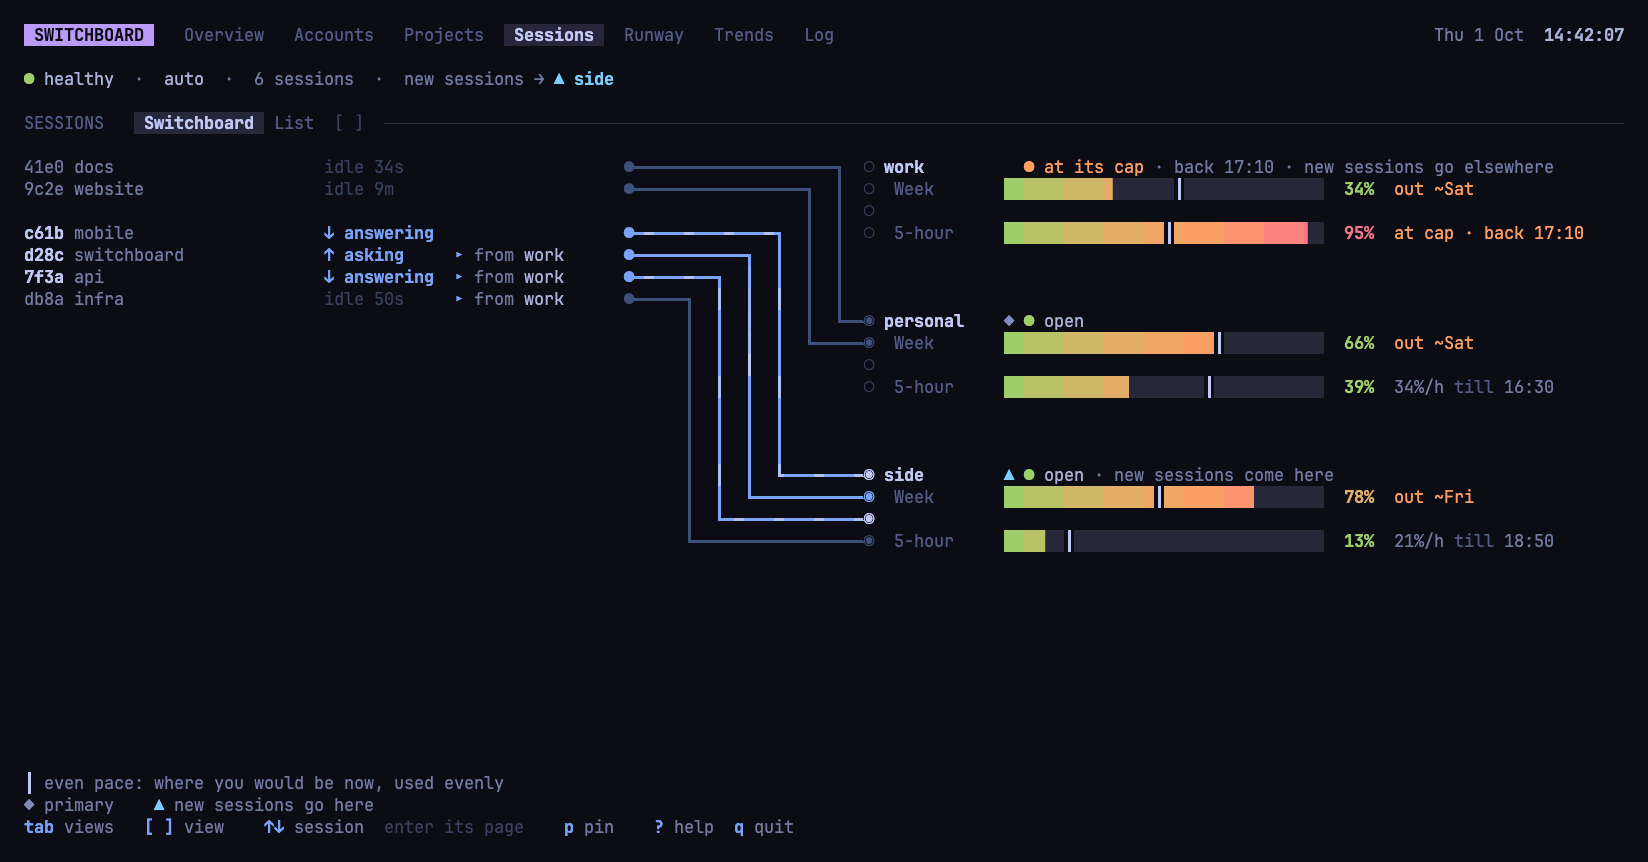 SWITCHBOARD Overview Accounts Projects Sessions Runway Trends Log Thu 1 Oct 14:42:07
● healthy · auto · 6 sessions · new sessions → ▲ side
SESSIONS Switchboard List [ ]
41e0 docs idle 34s work ● at its cap · back 17:10 · new sessions go elsewhere
9c2e website idle 9m Week 34% out ~Sat
c61b mobile ↓ answering 5-hour 95% at cap · back 17:10
d28c switchboard ↑ asking ▸ from work
7f3a api ↓ answering ▸ from work
db8a infra idle 50s ▸ from work
personal ◆ ● open
Week 66% out ~Sat
5-hour 39% 34%/h till 16:30
side ▲ ● open · new sessions come here
Week 78% out ~Fri
5-hour 13% 21%/h till 18:50
even pace: where you would be now, used evenly
◆ primary ▲ new sessions go here
tab views [ ] view ↑↓ session enter its page p pin ? help q quit